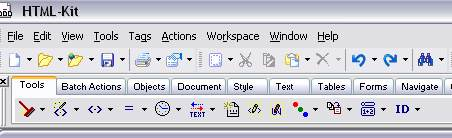 HTML-Kit
File Edit View Tools Tags Actions Workspace Window Help
Tools Batch Actions Objects Document Style Text Tables Forms Navigate
TEXT ID